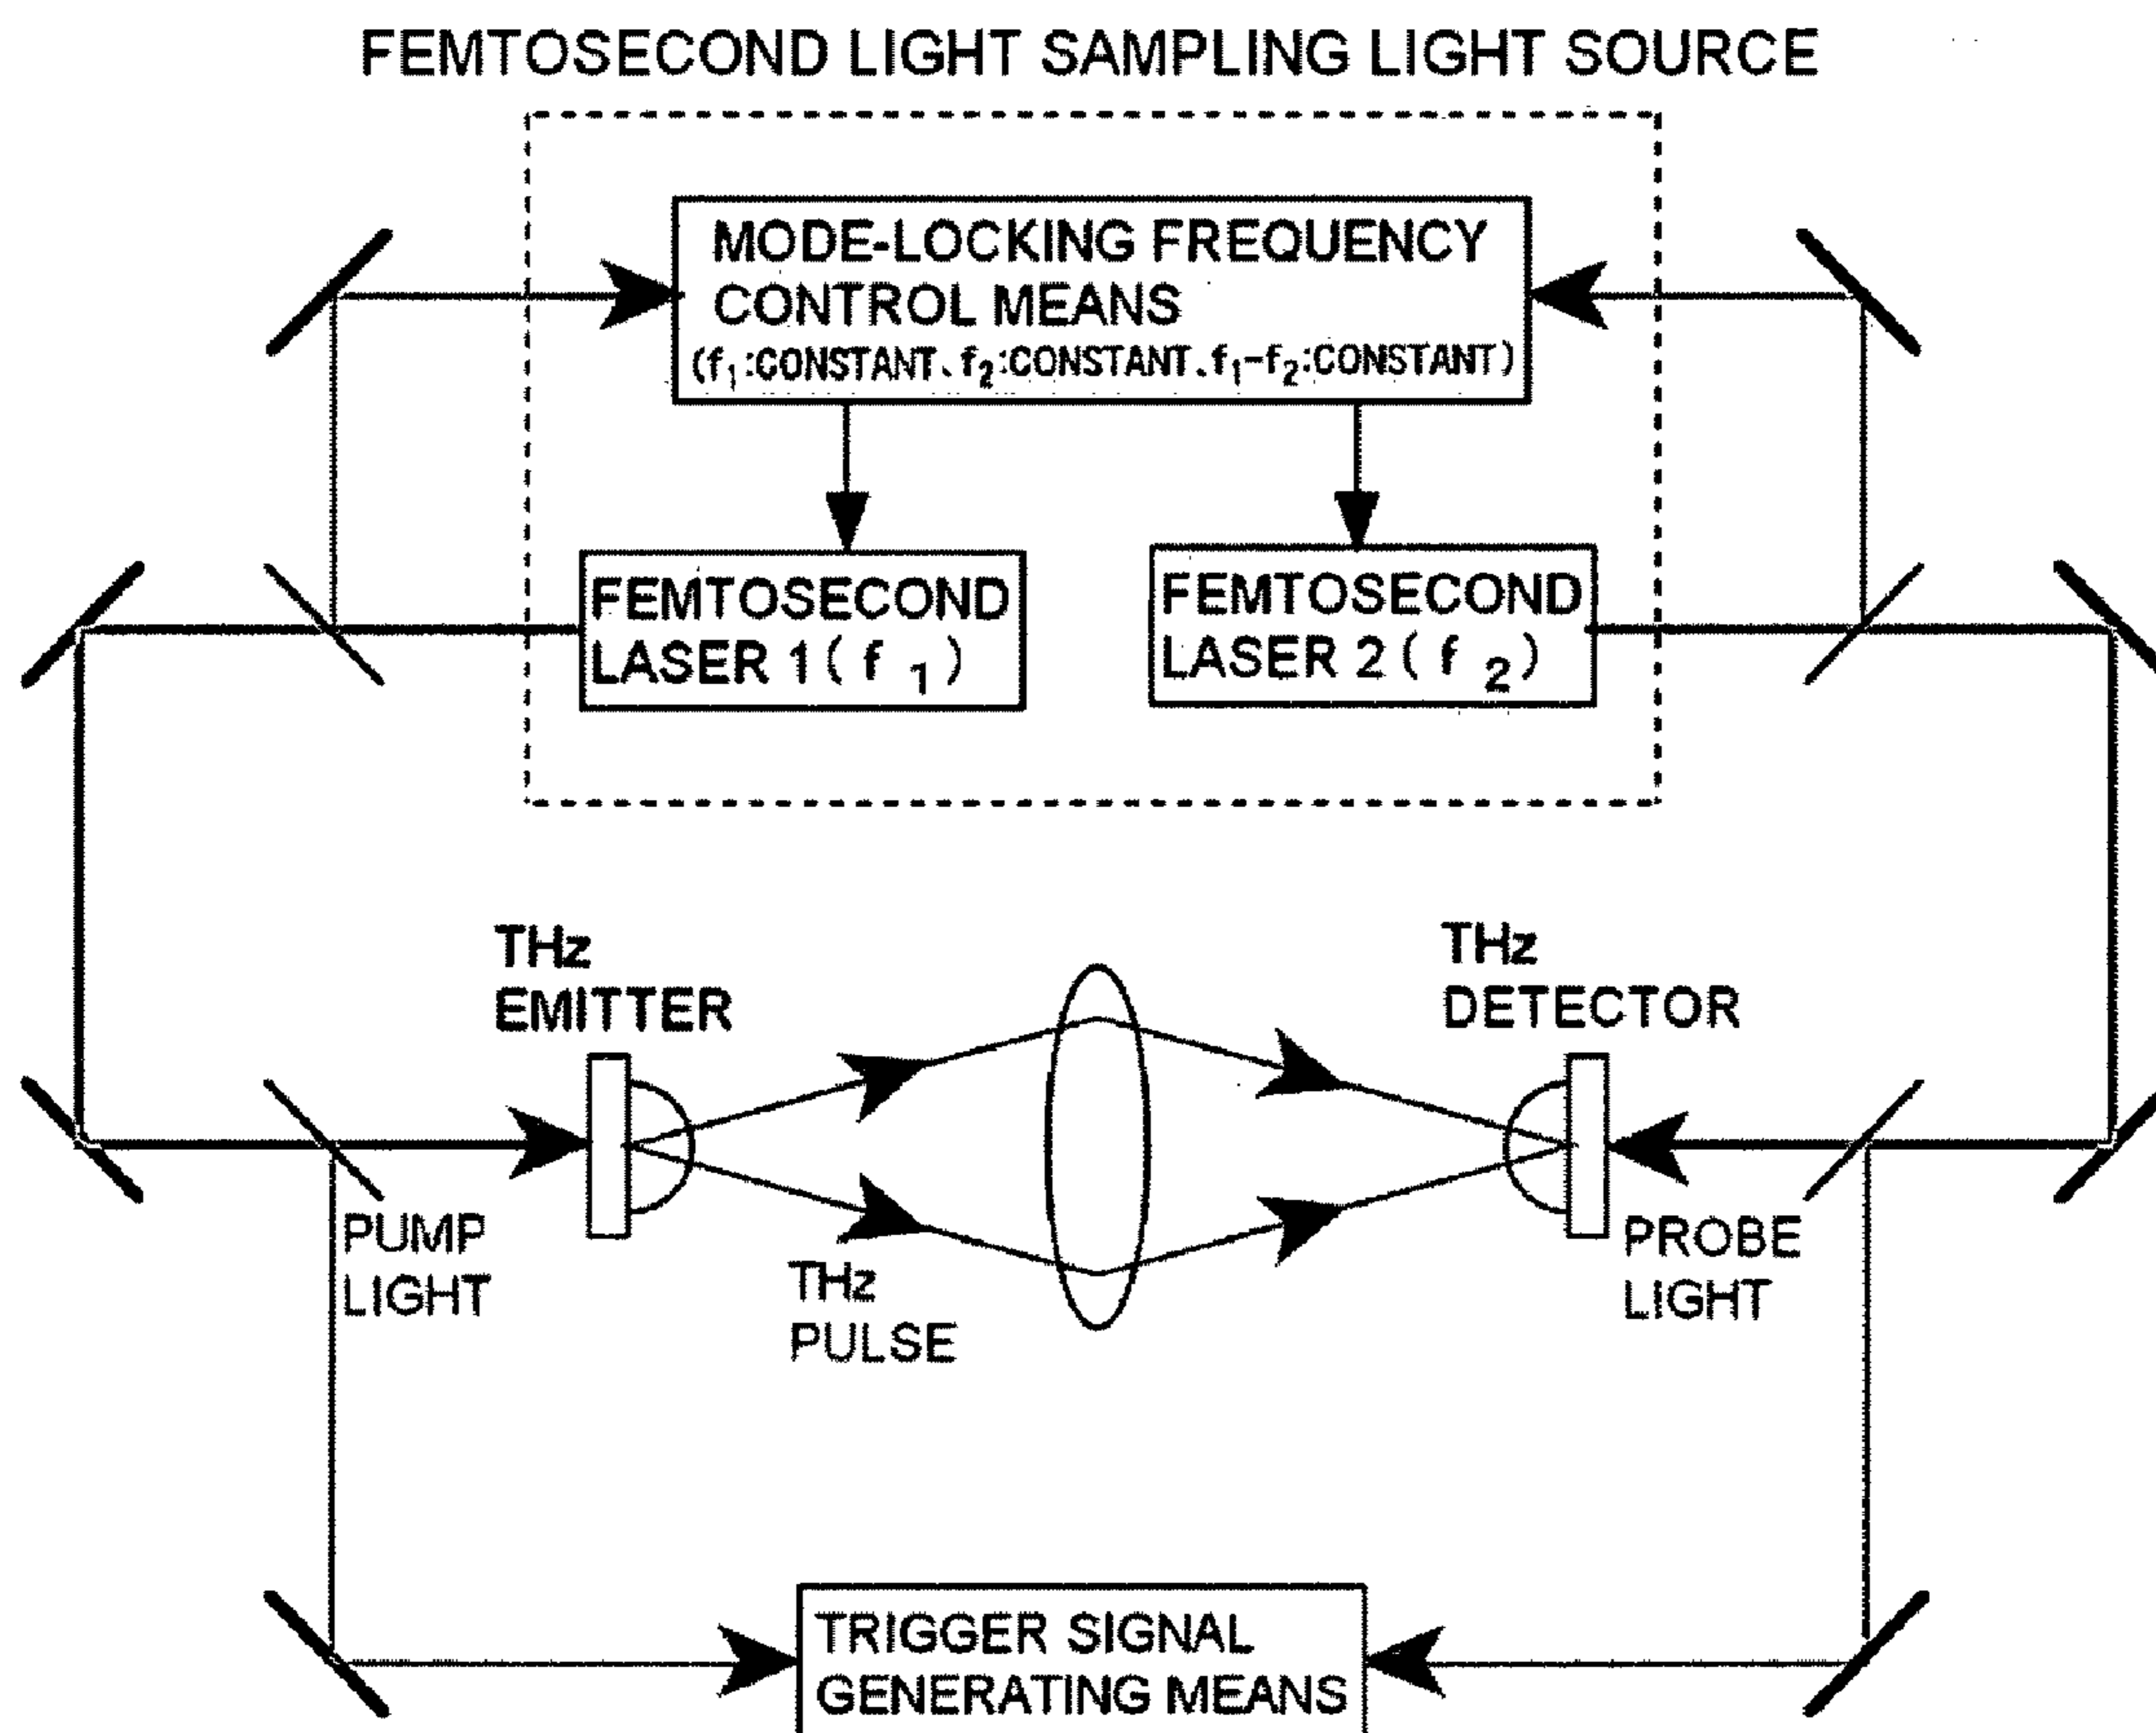 FEMTOSECOND LIGHT SAMPLING LIGHT SOURCE
MODE-LOCKING FREQUENCY
CONTROL MEANS
(f₁:CONSTANT、f₂:CONSTANT、f₁-f₂:CONSTANT)
FEMTOSECOND
LASER 1(f ₁)
FEMTOSECOND
LASER 2(f ₂)
THz
EMITTER
THz
DETECTOR
PUMP
LIGHT
THz
PULSE
PROBE
LIGHT
TRIGGER SIGNAL
GENERATING MEANS